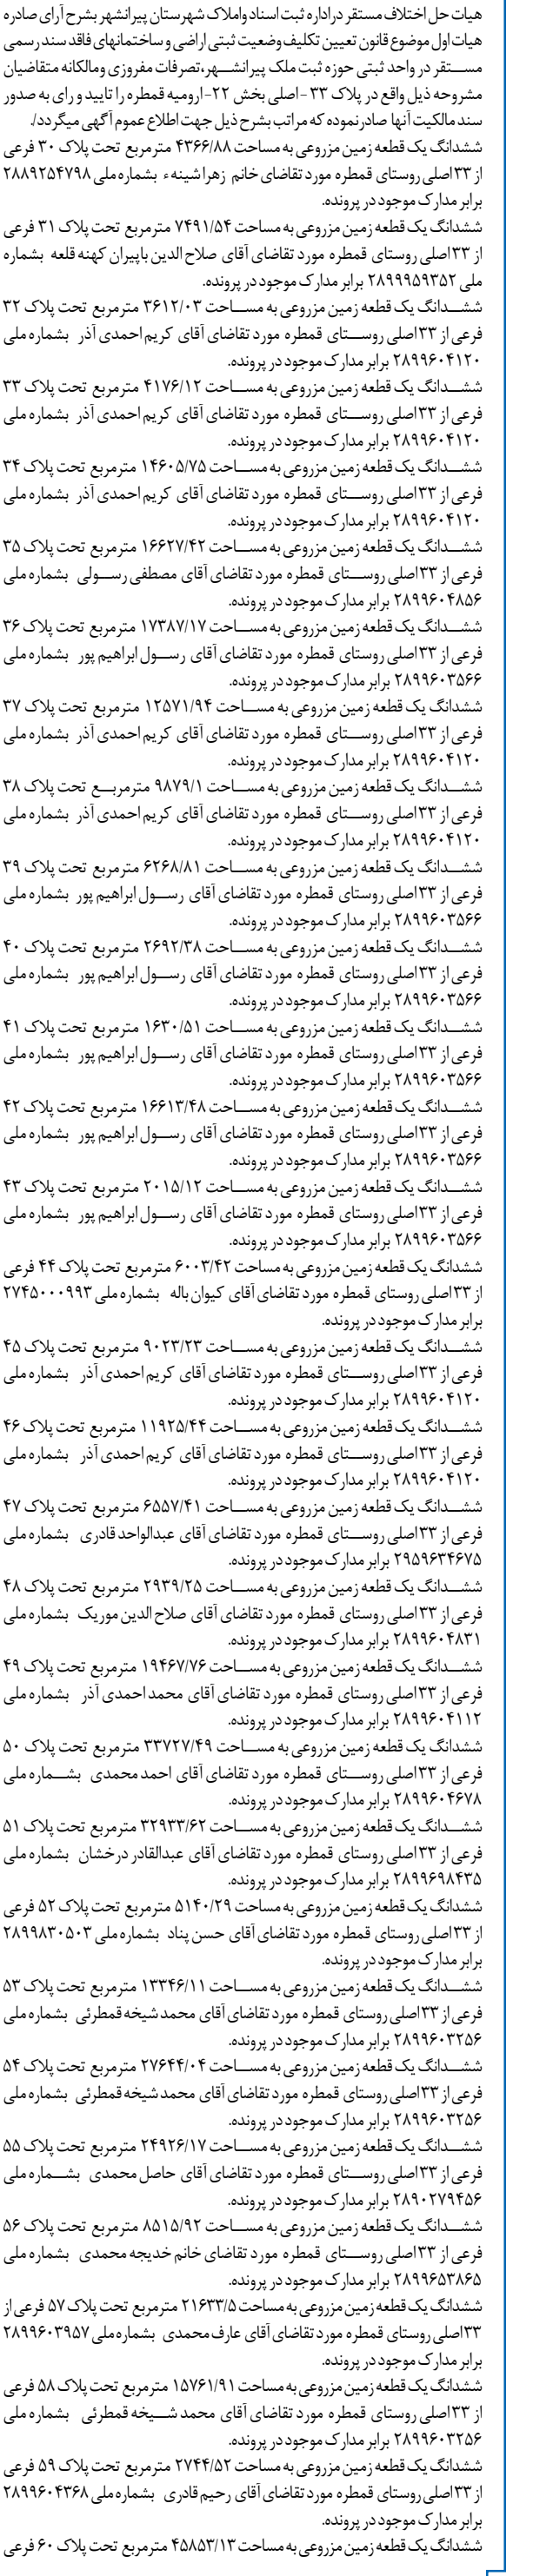 هیات حل اختلاف مستقر دراداره ثبت اسناد واملاک شهرستان پیرانشهر بشرح آرای صادره
هیات اول موضوع قانون تعیین تکلیف وضعیت ثبتی اراضی و ساختمانهای فاقد سند رسمی
مستقر در واحد ثبتی حوزه ثبت ملک پیرانشهر،تصرفات مفروزی ومالکانه متقاضیان
مشروحه ذیل واقع در پلاک ۳۳ -اصلی بخش ۲۲-ارومیه قمطره را تایید و رای به صدور
سند مالکیت آنها صادرنموده که مراتب بشرح ذیل جهت اطلاع عموم آگهی میگردد/.
ششدانگ یک قطعه زمین مزروعی به مساحت ۴۳۶۶/۸۸ مترمربع تحت پلاک ۳۰ فرعی
از ۳۳اصلی روستای قمطره مورد تقاضای خانم زهرا شینه ء بشماره ملی ۲۸۸۹۲۵۴۷۹۸
برابر مدارک موجود در پرونده.
ششدانگ یک قطعه زمین مزروعی به مساحت ۷۴۹۱/۵۴ مترمربع تحت پلاک ۳۱ فرعی
از ۳۳اصلی روستای قمطره مورد تقاضای آقای صلاح الدین باپیران کهنه قلعه بشماره
ملی ۲۸۹۹۹۵۹۳۵۲ برابر مدارک موجود در پرونده.
ششدانگ یک قطعه زمین مزروعی به مساحت ۳۶۱۲/۰۳ مترمربع تحت پلاک ۳۲
فرعی از ۳۳اصلی روستای قمطره مورد تقاضای آقای کریم احمدی آذر بشماره ملی
۲۸۹۹۶۰۴۱۲۰ برابر مدارک موجود در پرونده.
ششدانگ یک قطعه زمین مزروعی به مساحت ۴۱۷۶/۱۲ مترمربع تحت پلاک ۳۳
فرعی از ۳۳اصلی روستای قمطره مورد تقاضای آقای کریم احمدی آذر بشماره ملی
۲۸۹۹۶۰۴۱۲۰ برابر مدارک موجود در پرونده.
ششدانگ یک قطعه زمین مزروعی به مساحت ۱۴۶۰۵/۷۵ مترمربع تحت پلاک ۳۴
فرعی از ۳۳اصلی روستای قمطره مورد تقاضای آقای کریم احمدی آذر بشماره ملی
۲۸۹۹۶۰۴۱۲۰ برابر مدارک موجود در پرونده.
ششدانگ یک قطعه زمین مزروعی به مساحت ۱۶۶۲۷/۴۲ مترمربع تحت پلاک ۳۵
فرعی از ۳۳اصلی روستای قمطره مورد تقاضای آقای مصطفی رسولی بشماره ملی
۲۸۹۹۶۰۴۸۵۶ برابر مدارک موجود در پرونده.
ششدانگ یک قطعه زمین مزروعی به مساحت ۱۷۳۸۷/۱۷ مترمربع تحت پلاک ۳۶
فرعی از ۳۳اصلی روستای قمطره مورد تقاضای آقای رسول ابراهیم پور بشماره ملی
۲۸۹۹۶۰۳۵۶۶ برابر مدارک موجود در پرونده.
ششدانگ یک قطعه زمین مزروعی به مساحت ۱۲۵۷۱/۹۴ مترمربع تحت پلاک ۳۷
فرعی از ۳۳اصلی روستای قمطره مورد تقاضای آقای کریم احمدی آذر بشماره ملی
۲۸۹۹۶۰۴۱۲۰ برابر مدارک موجود در پرونده.
ششدانگ یک قطعه زمین مزروعی به مساحت ۹۸۷۹/۱ مترمربع تحت پلاک ۳۸
فرعی از ۳۳اصلی روستای قمطره مورد تقاضای آقای کریم احمدی آذر بشماره ملی
۲۸۹۹۶۰۴۱۲۰ برابر مدارک موجود در پرونده.
ششدانگ یک قطعه زمین مزروعی به مساحت ۶۲۶۸/۸۱ مترمربع تحت پلاک ۳۹
فرعی از ۳۳اصلی روستای قمطره مورد تقاضای آقای رسول ابراهیم پور بشماره ملی
۲۸۹۹۶۰۳۵۶۶ برابر مدارک موجود در پرونده.
ششدانگ یک قطعه زمین مزروعی به مساحت ۲۶۹۲/۳۸ مترمربع تحت پلاک ۴۰
فرعی از ۳۳اصلی روستای قمطره مورد تقاضای آقای رسول ابراهیم پور بشماره ملی
۲۸۹۹۶۰۳۵۶۶ برابر مدارک موجود در پرونده.
ششدانگ یک قطعه زمین مزروعی به مساحت ۱۶۳۰/۵۱ مترمربع تحت پلاک ۴۱
فرعی از ۳۳اصلی روستای قمطره مورد تقاضای آقای رسول ابراهیم پور بشماره ملی
۲۸۹۹۶۰۳۵۶۶ برابر مدارک موجود در پرونده.
ششدانگ یک قطعه زمین مزروعی به مساحت ۱۶۶۱۳/۴۸ مترمربع تحت پلاک ۴۲
فرعی از ۳۳اصلی روستای قمطره مورد تقاضای آقای رسول ابراهیم پور بشماره ملی
۲۸۹۹۶۰۳۵۶۶ برابر مدارک موجود در پرونده.
ششدانگ یک قطعه زمین مزروعی به مساحت ۲۰۱۵/۱۲ مترمربع تحت پلاک ۴۳
فرعی از ۳۳اصلی روستای قمطره مورد تقاضای آقای رسول ابراهیم پور بشماره ملی
۲۸۹۹۶۰۳۵۶۶ برابر مدارک موجود در پرونده.
ششدانگ یک قطعه زمین مزروعی به مساحت ۶۰۰۳/۴۲ مترمربع تحت پلاک ۴۴ فرعی
از ۳۳اصلی روستای قمطره مورد تقاضای آقای کیوان باله بشماره ملی ۲۷۴۵۰۰۰۹۹۳
برابر مدارک موجود در پرونده.
ششدانگ یک قطعه زمین مزروعی به مساحت ۹۰۲۳/۲۳ مترمربع تحت پلاک ۴۵
فرعی از ۳۳اصلی روستای قمطره مورد تقاضای آقای کریم احمدی آذر بشماره ملی
۲۸۹۹۶۰۴۱۲۰ برابر مدارک موجود در پرونده.
ششدانگ یک قطعه زمین مزروعی به مساحت ۱۱۹۲۵/۴۴ مترمربع تحت پلاک ۴۶
فرعی از ۳۳اصلی روستای قمطره مورد تقاضای آقای کریم احمدی آذر بشماره ملی
۲۸۹۹۶۰۴۱۲۰ برابر مدارک موجود در پرونده.
ششدانگ یک قطعه زمین مزروعی به مساحت ۶۵۵۷/۴۱ مترمربع تحت پلاک ۴۷
فرعی از ۳۳اصلی روستای قمطره مورد تقاضای آقای عبدالواحد قادری بشماره ملی
۲۹۵۹۶۳۴۶۷۵ برابر مدارک موجود در پرونده.
ششدانگ یک قطعه زمین مزروعی به مساحت ۲۹۳۹/۲۵ مترمربع تحت پلاک ۴۸
فرعی از ۳۳اصلی روستای قمطره مورد تقاضای آقای صلاح الدین موریک بشماره ملی
۲۸۹۹۶۰۴۸۳۱ برابر مدارک موجود در پرونده.
ششدانگ یک قطعه زمین مزروعی به مساحت ۱۹۴۶۷/۷۶ مترمربع تحت پلاک ۴۹
فرعی از ۳۳اصلی روستای قمطره مورد تقاضای آقای محمد احمدی آذر بشماره ملی
۲۸۹۹۶۰۴۱۱۲ برابر مدارک موجود در پرونده.
ششدانگ یک قطعه زمین مزروعی به مساحت ۳۳۷۲۷/۴۹ مترمربع تحت پلاک ۵۰
فرعی از ۳۳اصلی روستای قمطره مورد تقاضای آقای احمد محمدی بشماره ملی
۲۸۹۹۶۰۴۶۷۸ برابر مدارک موجود در پرونده.
ششدانگ یک قطعه زمین مزروعی به مساحت ۳۲۹۳۳/۶۲ مترمربع تحت پلاک ۵۱
فرعی از ۳۳اصلی روستای قمطره مورد تقاضای آقای عبدالقادر درخشان بشماره ملی
۲۸۹۹۶۹۸۴۳۵ برابر مدارک موجود در پرونده.
ششدانگ یک قطعه زمین مزروعی به مساحت ۵۱۴۰/۲۹ مترمربع تحت پلاک ۵۲ فرعی
از ۳۳اصلی روستای قمطره مورد تقاضای آقای حسن پناد بشماره ملی ۲۸۹۹۸۳۰۵۰۳
برابر مدارک موجود در پرونده.
ششدانگ یک قطعه زمین مزروعی به مساحت ۱۳۳۴۶/۱۱ مترمربع تحت پلاک ۵۳
فرعی از ۳۳اصلی روستای قمطره مورد تقاضای آقای محمد شیخه قمطرئی بشماره ملی
۲۸۹۹۶۰۳۲۵۶ برابر مدارک موجود در پرونده.
ششدانگ یک قطعه زمین مزروعی به مساحت ۲۷۶۴۴/۰۴ مترمربع تحت پلاک ۵۴
فرعی از ۳۳اصلی روستای قمطره مورد تقاضای آقای محمد شیخه قمطرئی بشماره ملی
۲۸۹۹۶۰۳۲۵۶ برابر مدارک موجود در پرونده.
ششدانگ یک قطعه زمین مزروعی به مساحت ۲۴۹۲۶/۱۷ مترمربع تحت پلاک ۵۵
فرعی از ۳۳اصلی روستای قمطره مورد تقاضای آقای حاصل محمدی بشماره ملی
۲۸۹۰۲۷۹۴۵۶ برابر مدارک موجود در پرونده.
ششدانگ یک قطعه زمین مزروعی به مساحت ۸۵۱۵/۹۲ مترمربع تحت پلاک ۵۶
فرعی از ۳۳اصلی روستای قمطره مورد تقاضای خانم خدیجه محمدی بشماره ملی
۲۸۹۹۶۵۳۸۶۵ برابر مدارک موجود در پرونده.
ششدانگ یک قطعه زمین مزروعی به مساحت ۲۱۶۳۳/۵ مترمربع تحت پلاک ۵۷ فرعی از
۳۳اصلی روستای قمطره مورد تقاضای آقای عارف محمدی بشماره ملی ۲۸۹۹۶۰۳۹۵۷
برابر مدارک موجود در پرونده.
ششدانگ یک قطعه زمین مزروعی به مساحت ۱۵۷۶۱/۹۱ مترمربع تحت پلاک ۵۸ فرعی
از ۳۳اصلی روستای قمطره مورد تقاضای آقای محمد شیخه قمطرئی بشماره ملی
۲۸۹۹۶۰۳۲۵۶ برابر مدارک موجود در پرونده.
ششدانگ یک قطعه زمین مزروعی به مساحت ۲۷۴۴/۵۲ مترمربع تحت پلاک ۵۹ فرعی
از ۳۳اصلی روستای قمطره مورد تقاضای آقای رحیم قادری بشماره ملی ۲۸۹۹۶۰۴۳۶۸
برابر مدارک موجود در پرونده.
ششدانگ یک قطعه زمین مزروعی به مساحت ۴۵۸۵۳/۱۳ مترمربع تحت پلاک ۶۰ فرعی